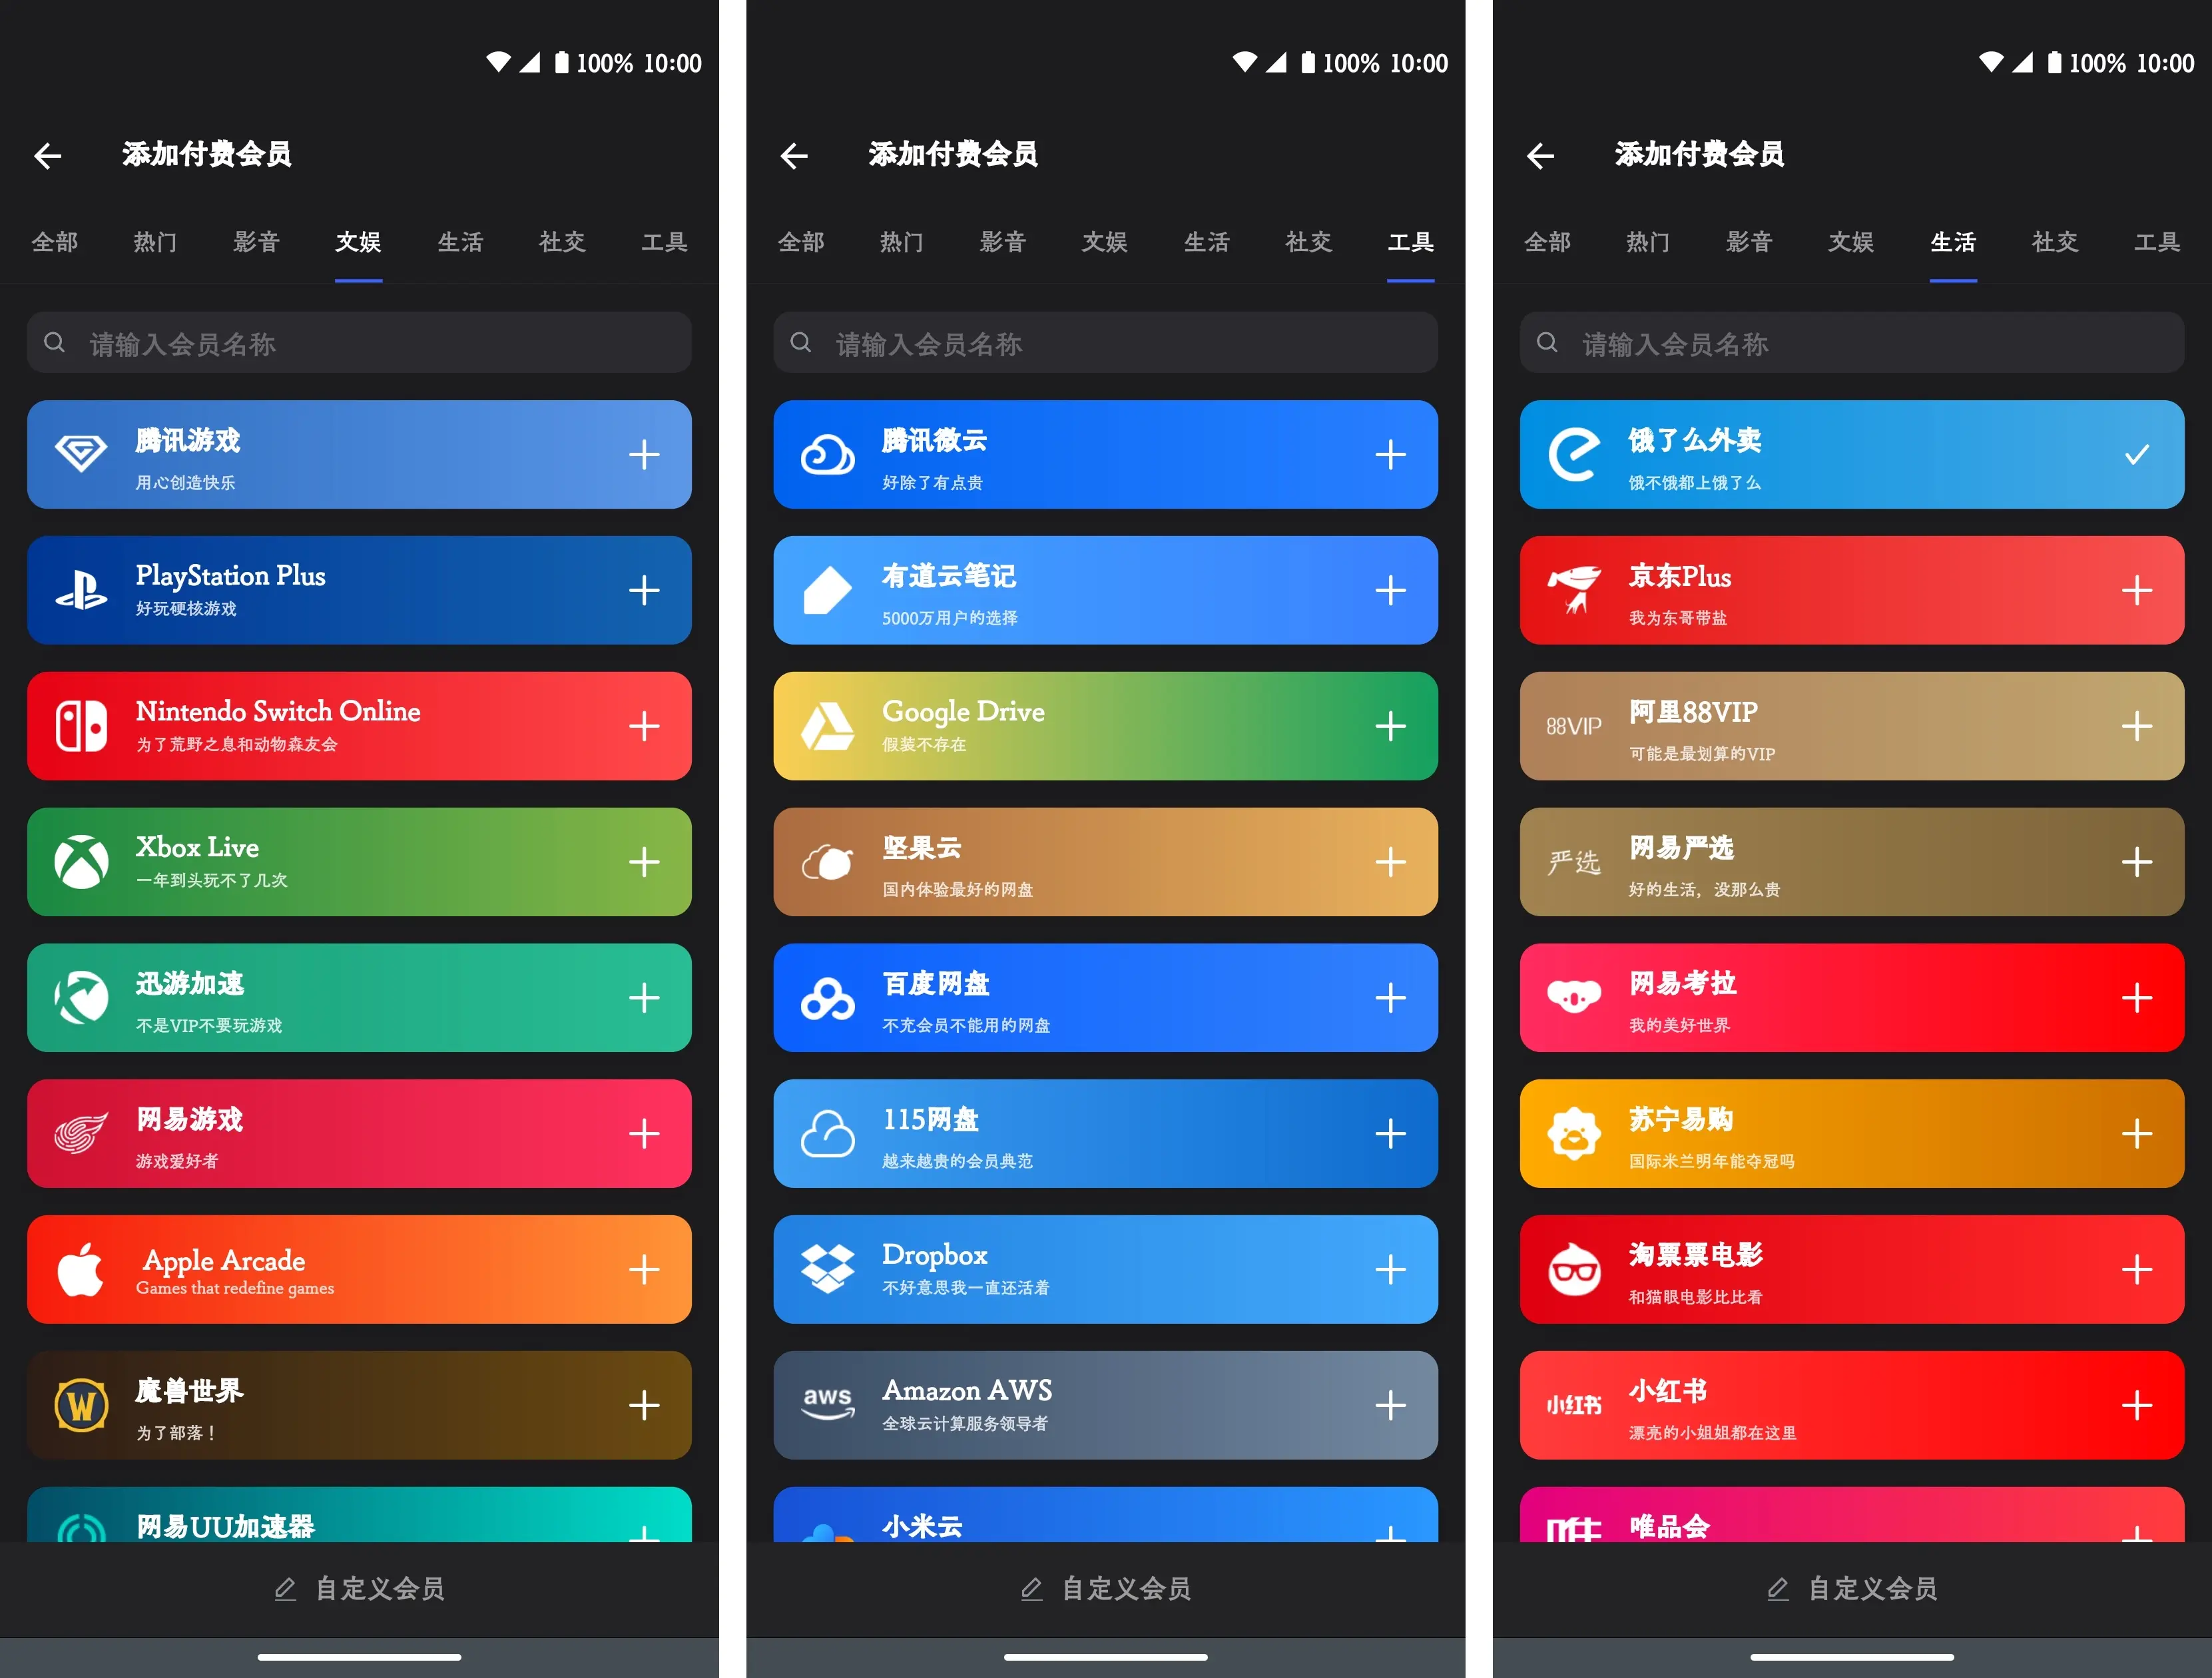 100% 10:00
添加付费会员
全部 热门 影音 文娱 生活 社交 工具
请输入会员名称
腾讯游戏
用心创造快乐
PlayStation Plus
好玩硬核游戏
Nintendo Switch Online
为了荒野之息和动物森友会
Xbox Live
一年到头玩不了几次
迅游加速
不是VIP不要玩游戏
网易游戏
游戏爱好者
Apple Arcade
Games that redefine games
W
魔兽世界
为了部落！
网易UU加速器
自定义会员
100% 10:00
添加付费会员
全部 热门 影音 文娱 生活 社交 工具
请输入会员名称
腾讯微云
好除了有点贵
有道云笔记
5000万用户的选择
Google Drive
假装不存在
坚果云
国内体验最好的网盘
百度网盘
不充会员不能用的网盘
115网盘
越来越贵的会员典范
Dropbox
不好意思我一直还活着
aws
Amazon AWS
全球云计算服务领导者
小米云
自定义会员
100% 10:00
添加付费会员
全部 热门 影音 文娱 生活 社交 工具
请输入会员名称
饿了么外卖
饿不饿都上饿了么
京东Plus
我为东哥带盐
88VIP
阿里88VIP
可能是最划算的VIP
严选
网易严选
好的生活，没那么贵
网易考拉
我的美好世界
苏宁易购
国际米兰明年能夺冠吗
淘票票电影
和猫眼电影比比看
小红书
小红书
漂亮的小姐姐都在这里
唯
唯品会
自定义会员